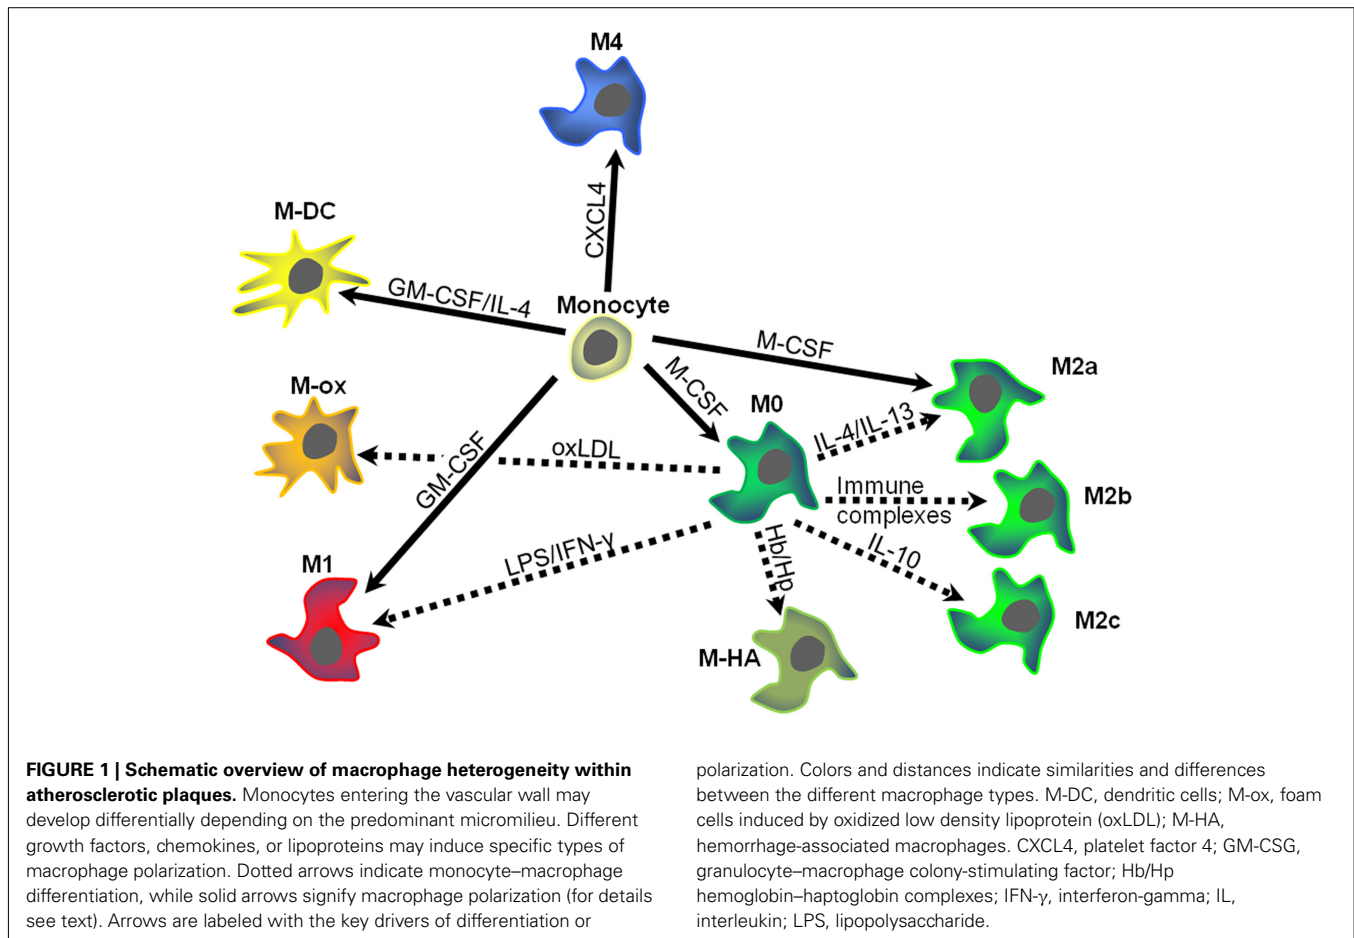 M4
CXCL4
M-DC
GM-CSF/IL-4
Monocyte
M-CSF
M2a
M-ox
M-CSF
M0
IL-4/IL-13
oxLDL
GM-CSF
Immune
complexes
M2b
LPS/IFN-γ
Hb/Hp
IL-10
M1
M2c
M-HA
FIGURE 1 | Schematic overview of macrophage heterogeneity within
atherosclerotic plaques. Monocytes entering the vascular wall may
develop differentially depending on the predominant micromilieu. Different
growth factors, chemokines, or lipoproteins may induce specific types of
macrophage polarization. Dotted arrows indicate monocyte–macrophage
differentiation, while solid arrows signify macrophage polarization (for details
see text). Arrows are labeled with the key drivers of differentiation or
polarization. Colors and distances indicate similarities and differences
between the different macrophage types. M-DC, dendritic cells; M-ox, foam
cells induced by oxidized low density lipoprotein (oxLDL); M-HA,
hemorrhage-associated macrophages. CXCL4, platelet factor 4; GM-CSG,
granulocyte–macrophage colony-stimulating factor; Hb/Hp
hemoglobin–haptoglobin complexes; IFN-γ, interferon-gamma; IL,
interleukin; LPS, lipopolysaccharide.